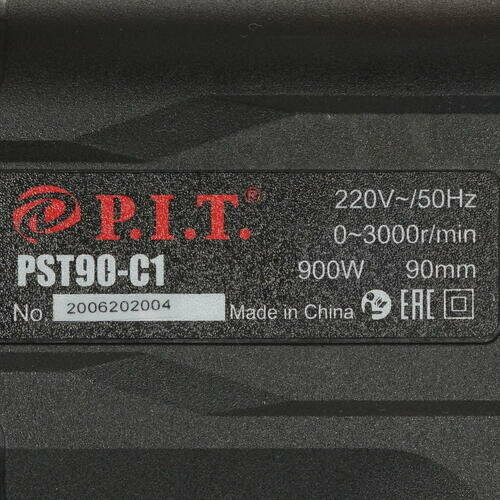 P.I.T.®
220V~/50Hz
0~3000r/min
PST90-C1
900W 90mm
No. 2006202004 Made in China EAC